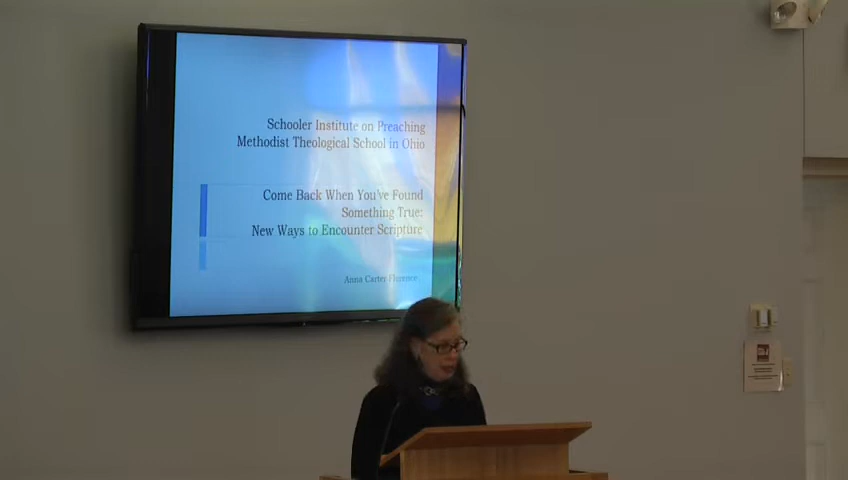 Schooler Institute on Preaching
Methodist Theological School in Ohio
Come Back When You've Found
Something True:
New Ways to Encounter Scripture
Anna Carter Florence